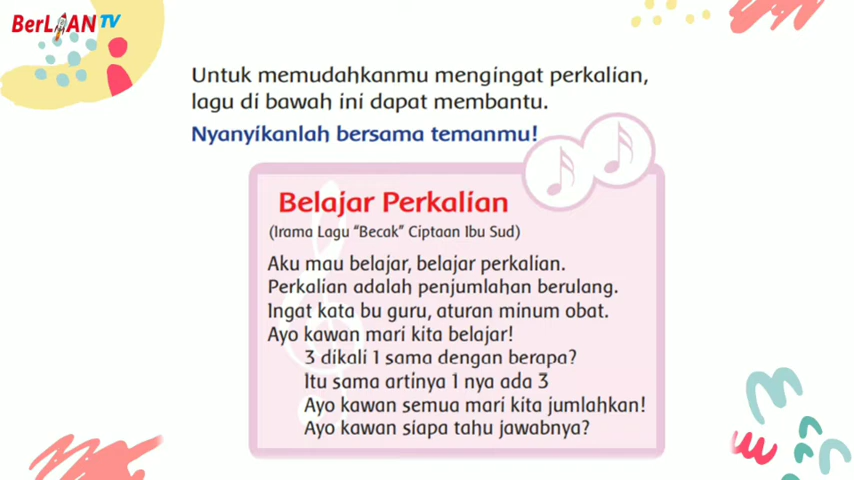 BerLIAN TV
Untuk memudahkanmu mengingat perkalian,
lagu di bawah ini dapat membantu.
Nyanyikanlah bersama temanmu!
Belajar Perkalian
(Irama Lagu “Becak” Ciptaan Ibu Sud)
Aku mau belajar, belajar perkalian.
Perkalian adalah penjumlahan berulang.
Ingat kata bu guru, aturan minum obat.
Ayo kawan mari kita belajar!
3 dikali 1 sama dengan berapa?
Itu sama artinya 1 nya ada 3
Ayo kawan semua mari kita jumlahkan!
Ayo kawan siapa tahu jawabnya?